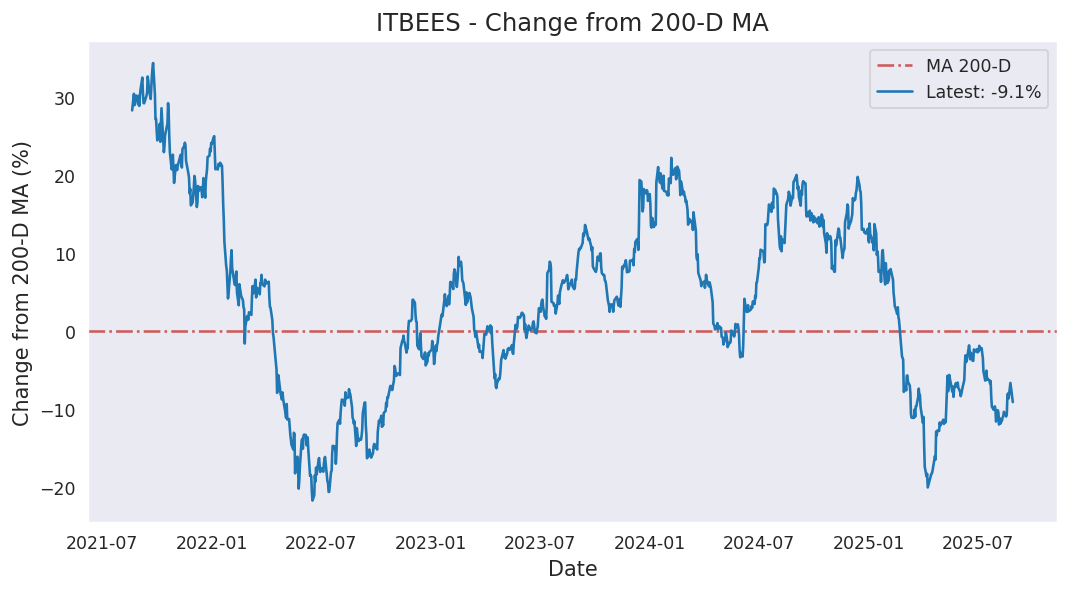 ITBEES - Change from 200-D MA
MA 200-D
Latest: -9.1%
Change from 200-D MA (%)
30
20
10
0
−10
−20
2021-07 2022-01 2022-07 2023-01 2023-07 2024-01 2024-07 2025-01 2025-07
Date